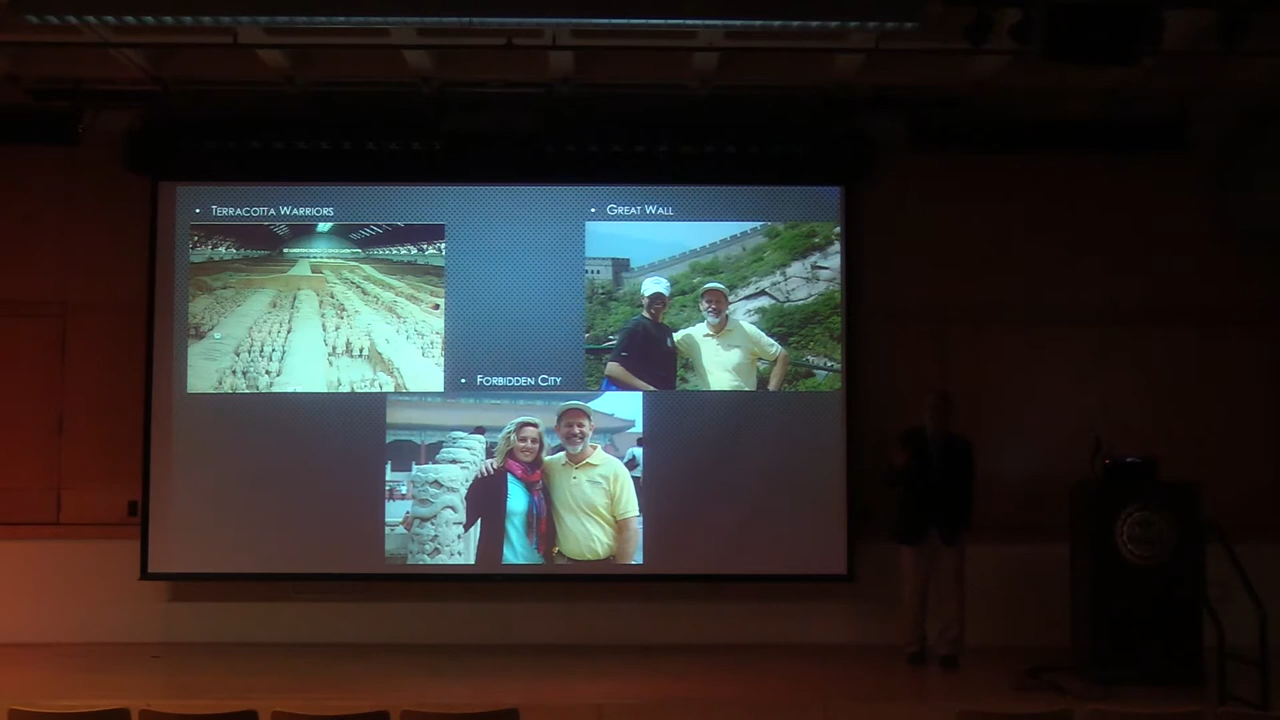 • Terracotta Warriors
• Great Wall
• Forbidden City